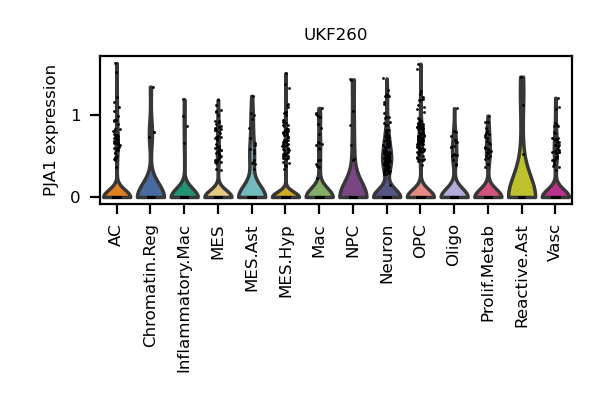 UKF260
PJA1 expression
1
0
AC
Chromatin.Reg
Inflammatory.Mac
MES
MES.Ast
MES.Hyp
Mac
NPC
Neuron
OPC
Oligo
Prolif.Metab
Reactive.Ast
Vasc